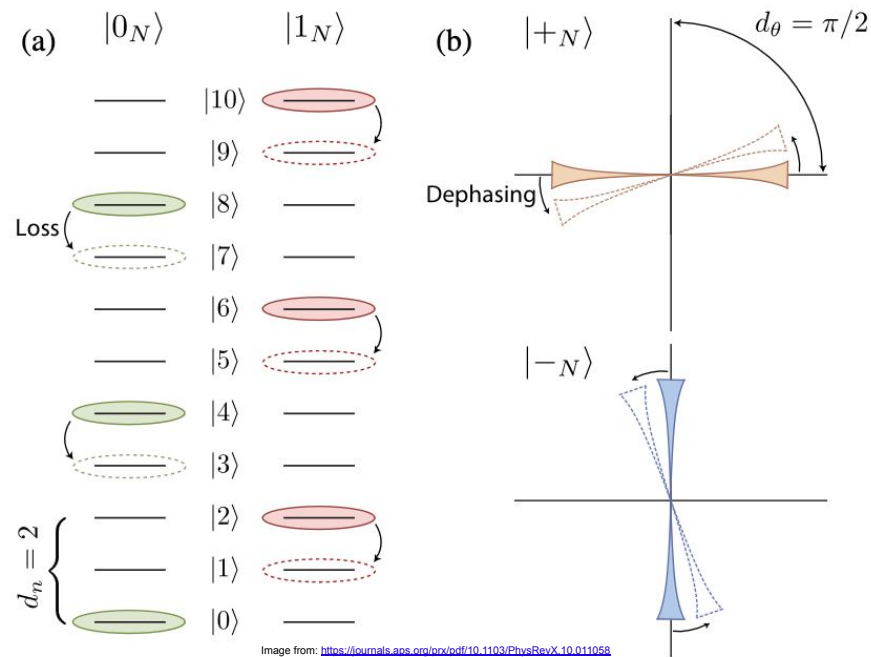 (a)
|0_N⟩
|1_N⟩
|10⟩
|9⟩
|8⟩
Loss
|7⟩
|6⟩
|5⟩
|4⟩
|3⟩
|2⟩
|1⟩
|0⟩
d_n = 2
(b)
|+_N⟩
d_θ = π/2
Dephasing
|−_N⟩
Image from: https://journals.aps.org/prx/pdf/10.1103/PhysRevX.10.011058